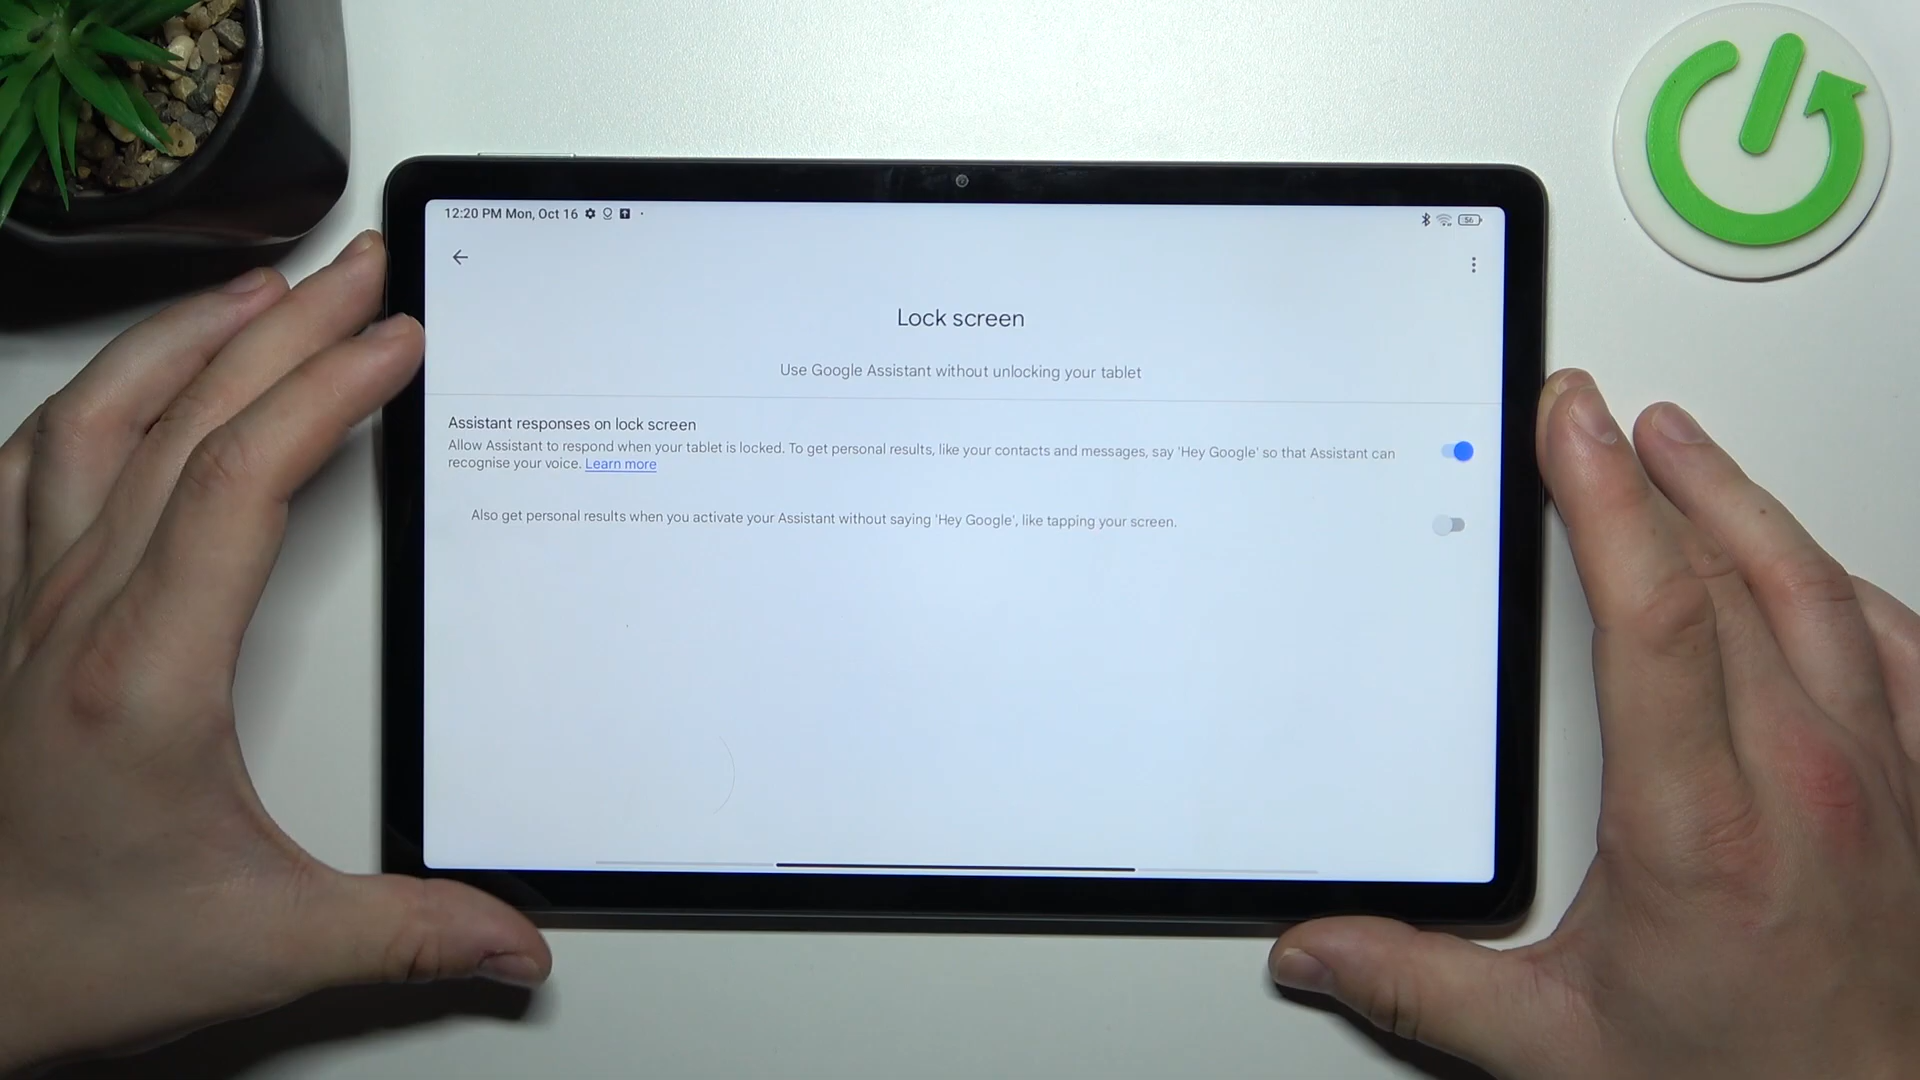 12:20 PM Mon, Oct 16
56
Lock screen
Use Google Assistant without unlocking your tablet
Assistant responses on lock screen
Allow Assistant to respond when your tablet is locked. To get personal results, like your contacts and messages, say 'Hey Google' so that Assistant can
recognise your voice. Learn more
Also get personal results when you activate your Assistant without saying 'Hey Google', like tapping your screen.